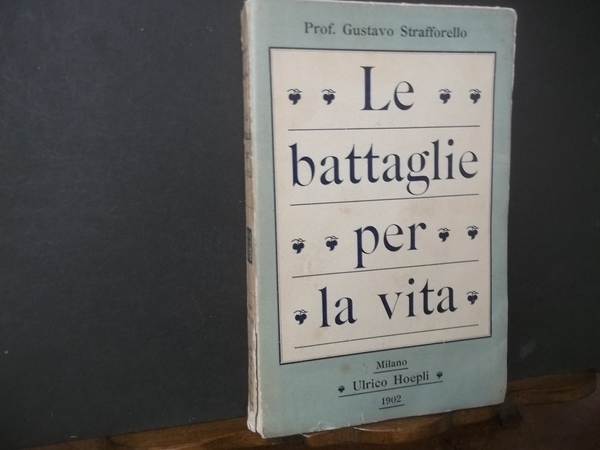 Prof. Gustavo Strafforello
Le
battaglie
per
la vita
Milano
Ulrico Hoepli
1902